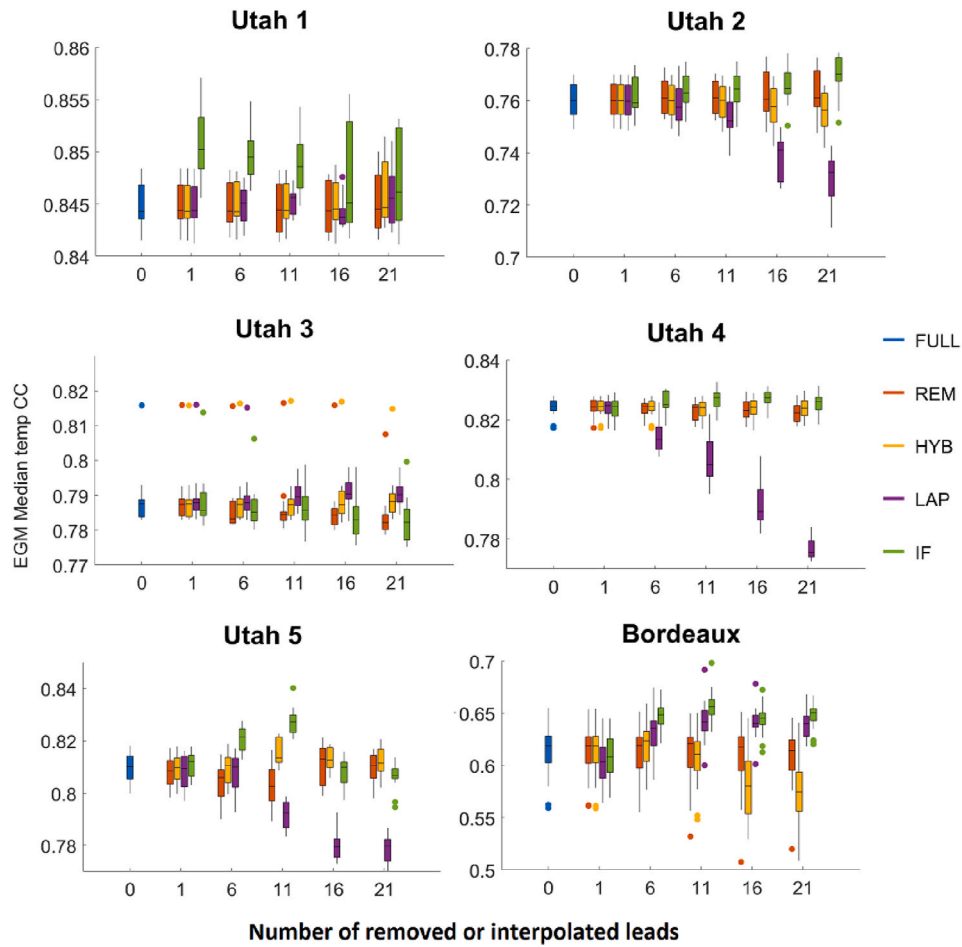 Utah 1
Utah 2
0.86
0.855
0.85
0.845
0.84
0 1 6 11 16 21
0.78
0.76
0.74
0.72
0.7
0 1 6 11 16 21
Utah 3
Utah 4
EGM Median temp CC
0.82
0.81
0.8
0.79
0.78
0.77
0 1 6 11 16 21
0.84
0.82
0.8
0.78
0 1 6 11 16 21
FULL
REM
HYB
LAP
IF
Utah 5
Bordeaux
0.84
0.82
0.8
0.78
0 1 6 11 16 21
0.7
0.65
0.6
0.55
0.5
0 1 6 11 16 21
Number of removed or interpolated leads